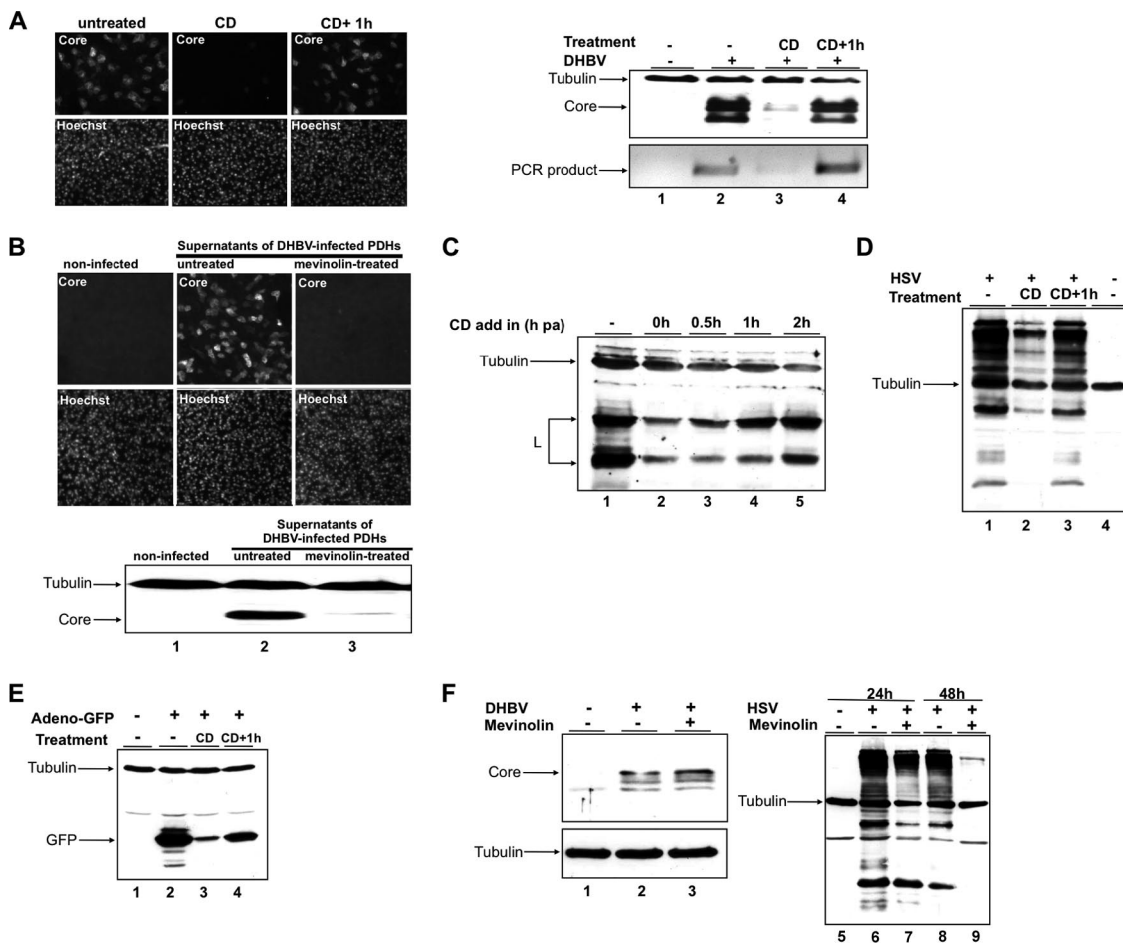 A
untreated CD CD+ 1h
Core Core Core
Hoechst Hoechst Hoechst
Treatment - - CD CD+1h
DHBV - + + +
Tubulin
Core
PCR product
1 2 3 4
B
Supernatants of DHBV-infected PDHs
non-infected untreated mevinolin-treated
Core Core Core
Hoechst Hoechst Hoechst
Supernatants of
DHBV-infected PDHs
non-infected untreated mevinolin-treated
Tubulin
Core
1 2 3
C
CD add in (h pa) - 0h 0.5h 1h 2h
Tubulin
L
1 2 3 4 5
D
HSV + + + -
Treatment - CD CD+1h -
Tubulin
1 2 3 4
E
Adeno-GFP - + + +
Treatment - - CD CD+1h
Tubulin
GFP
1 2 3 4
F
DHBV - + +
Mevinolin - - +
Core
Tubulin
1 2 3
24h 48h
HSV - + + + +
Mevinolin - - + - +
Tubulin
5 6 7 8 9